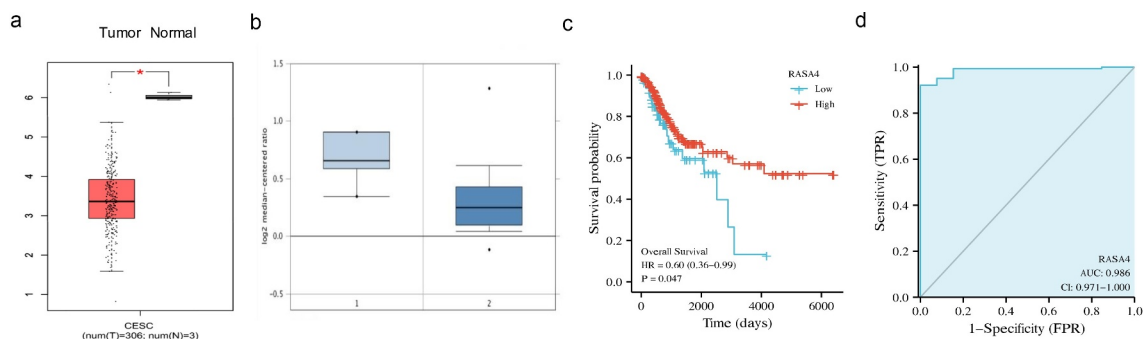 a
Tumor Normal
*
6
5
4
3
2
1
CESC
(num(T)=306; num(N)=3)
b
log2 median-centered ratio
1.5
1.0
0.5
0.0
-0.5
1
2
c
Survival probability
1.0
0.8
0.6
0.4
0.2
0.0
RASA4
Low
High
Overall Survival
HR = 0.60 (0.36–0.99)
P = 0.047
0
2000
4000
6000
Time (days)
d
Sensitivity (TPR)
1.0
0.8
0.6
0.4
0.2
0.0
RASA4
AUC: 0.986
CI: 0.971–1.000
0.0
0.2
0.4
0.6
0.8
1.0
1–Specificity (FPR)